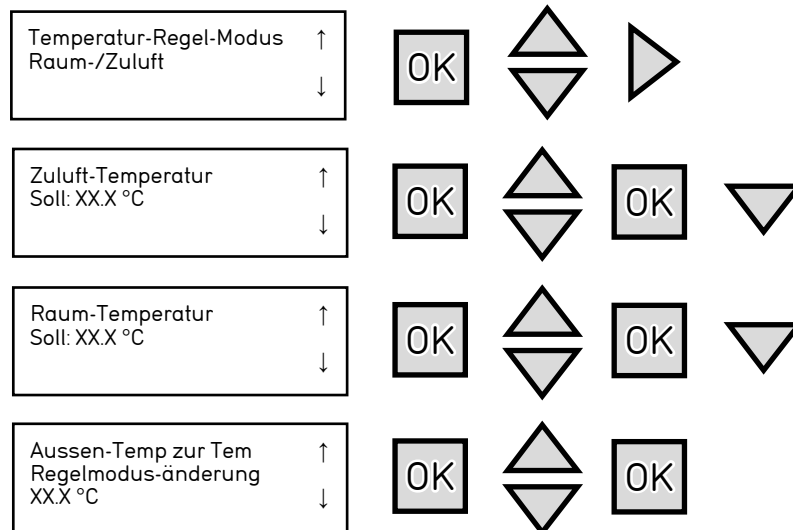 Temperatur-Regel-Modus ↑
Raum-/Zuluft
↓
OK
Zuluft-Temperatur ↑
Soll: XX.X °C
↓
OK
OK
Raum-Temperatur ↑
Soll: XX.X °C
↓
OK
OK
Aussen-Temp zur Tem ↑
Regelmodus-änderung
XX.X °C ↓
OK
OK